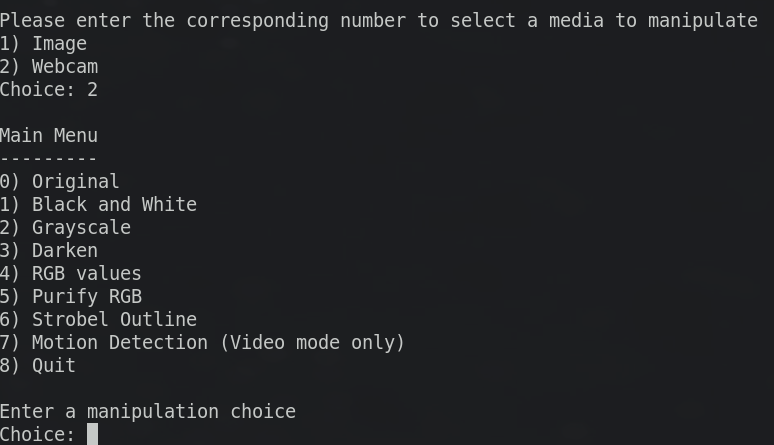 Please enter the corresponding number to select a media to manipulate
1) Image
2) Webcam
Choice: 2
Main Menu
---------
0) Original
1) Black and White
2) Grayscale
3) Darken
4) RGB values
5) Purify RGB
6) Strobel Outline
7) Motion Detection (Video mode only)
8) Quit
Enter a manipulation choice
Choice: